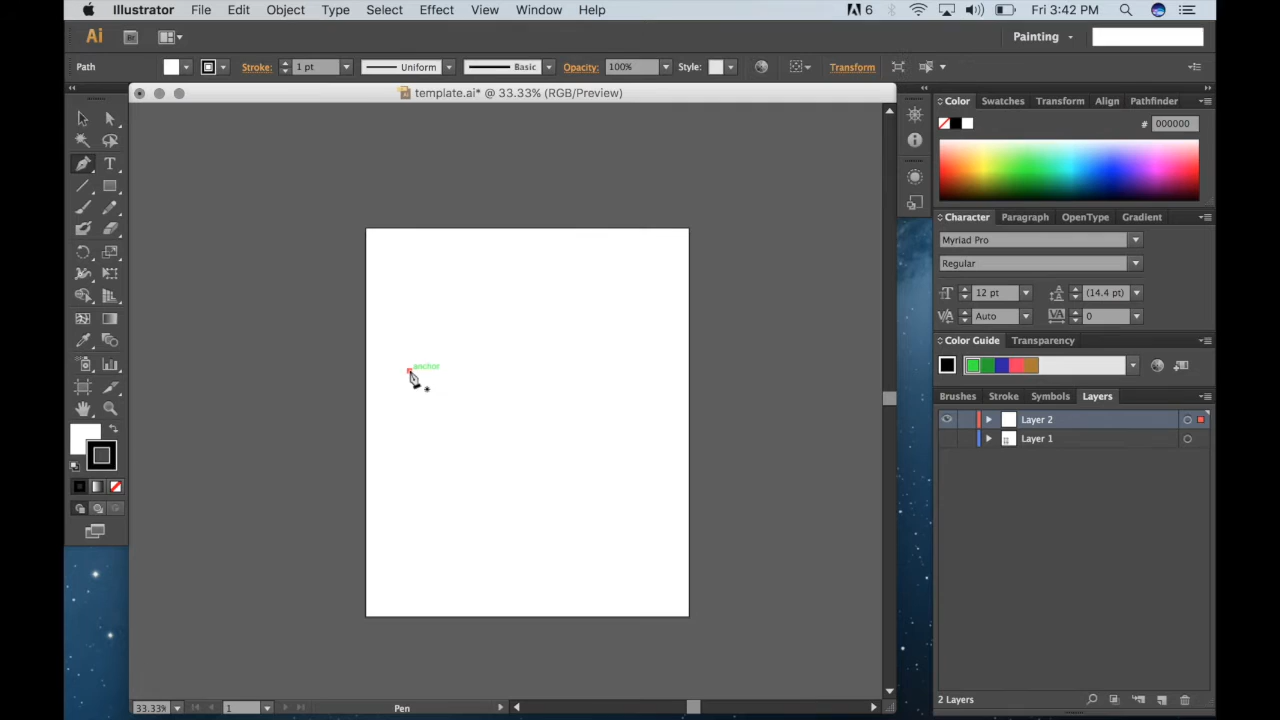 Illustrator File Edit Object Type Select Effect View Window Help 6 Fri 3:42 PM
Ai Br Painting
Path Stroke: 1 pt Uniform Basic Opacity: 100% Style: Transform
template.ai* @ 33.33% (RGB/Preview)
Color Swatches Transform Align Pathfinder
# 000000
Character Paragraph OpenType Gradient
Myriad Pro
Regular
12 pt (14.4 pt)
Auto 0
Color Guide Transparency
anchor
Brushes Stroke Symbols Layers
Layer 2
Layer 1
2 Layers
33.33% 1 Pen